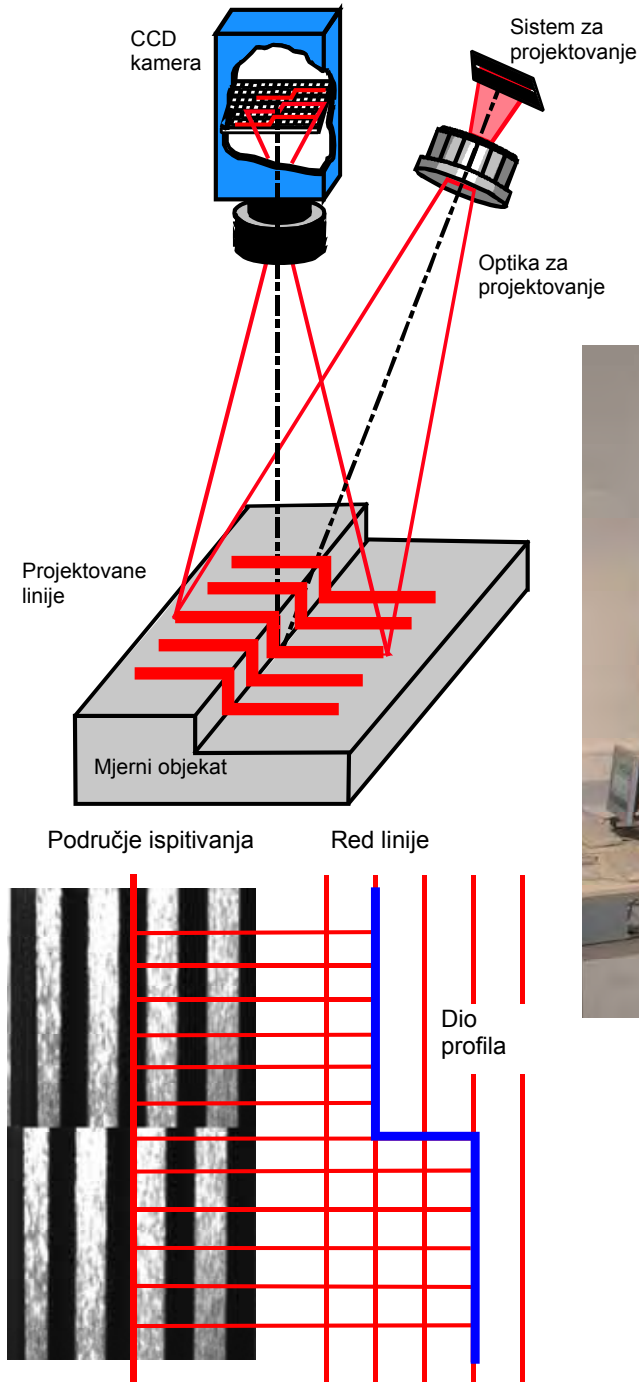 CCD
kamera
Sistem za
projektovanje
Optika za
projektovanje
Projektovane
linije
Mjerni objekat
Područje ispitivanja
Red linije
Dio
profila